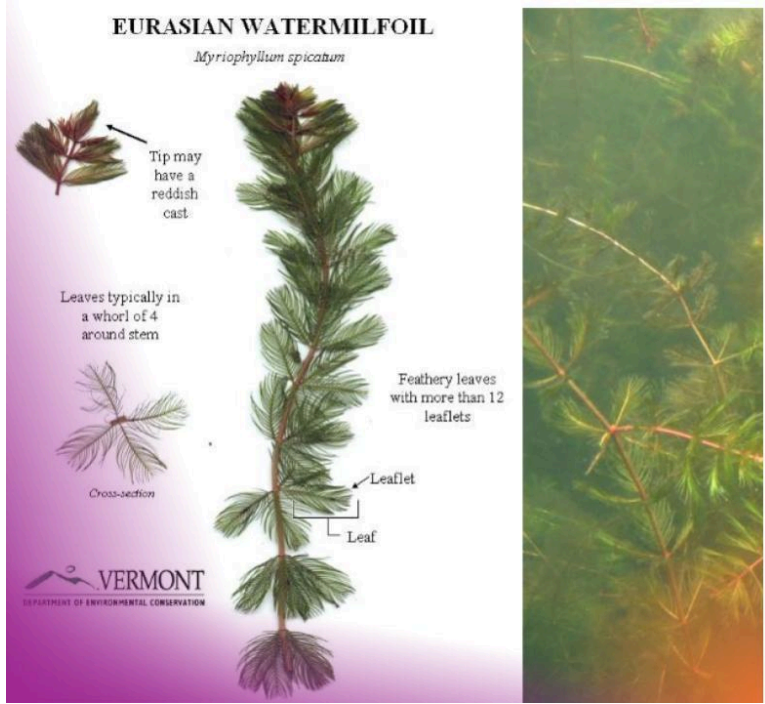 EURASIAN WATERMILFOIL
Myriophyllum spicatum
Tip may
have a
reddish
cast
Leaves typically in
a whorl of 4
around stem
Feathery leaves
with more than 12
leaflets
Cross-section
Leaflet
Leaf
VERMONT
DEPARTMENT OF ENVIRONMENTAL CONSERVATION